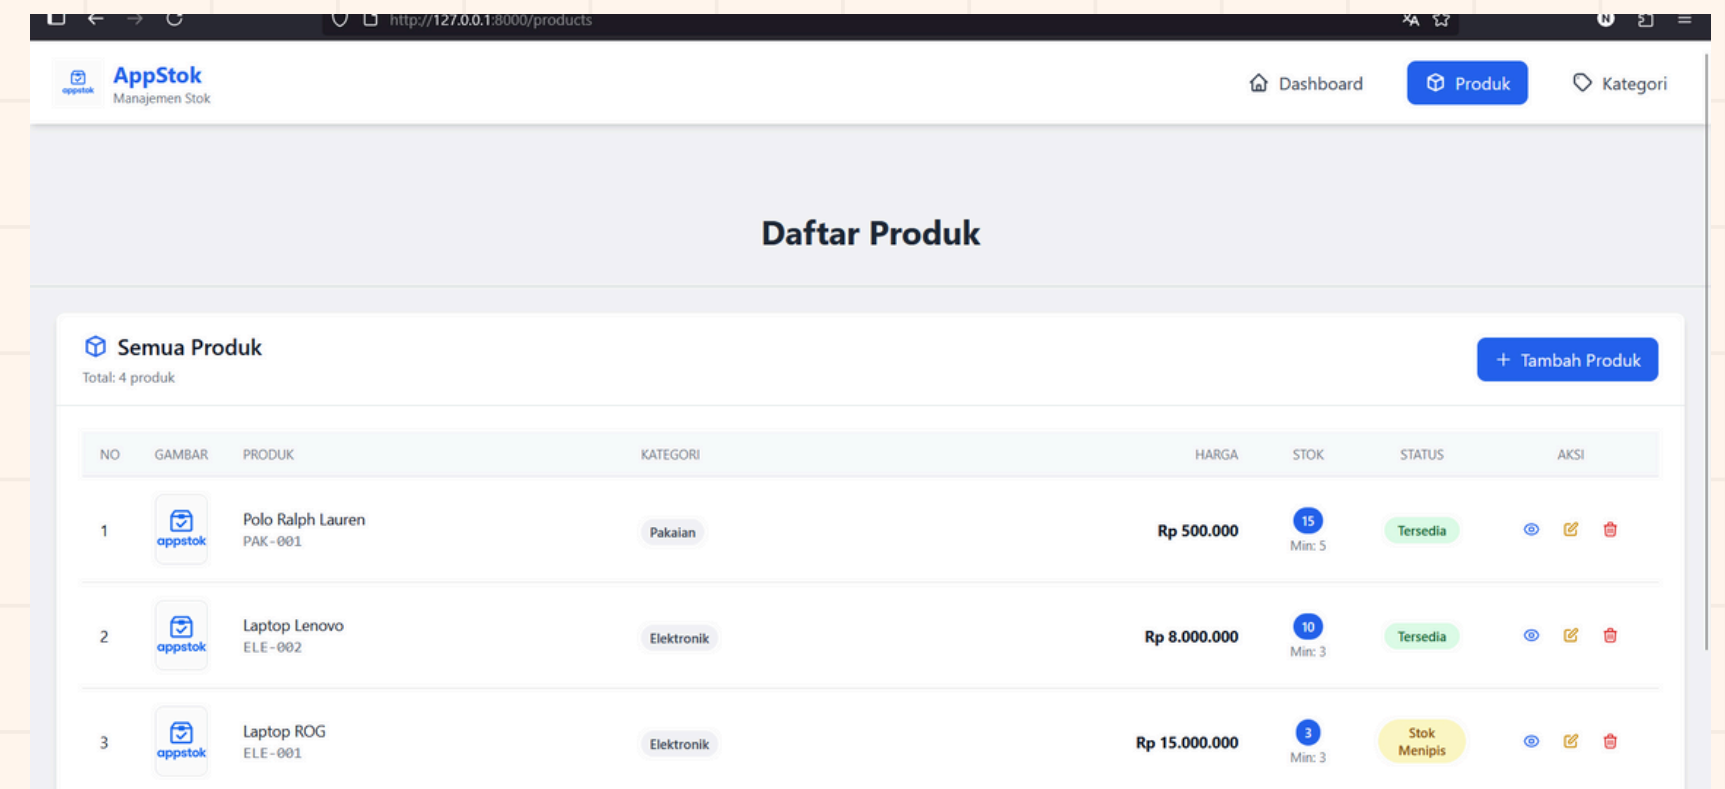 http://127.0.0.1:8000/products
N
appstok
AppStok
Manajemen Stok
Dashboard
Produk
Kategori
Daftar Produk
Semua Produk
Total: 4 produk
+ Tambah Produk
NO GAMBAR PRODUK KATEGORI HARGA STOK STATUS AKSI
1 appstok Polo Ralph Lauren Pakaian Rp 500.000 15 Tersedia
PAK-001 Min: 5
2 appstok Laptop Lenovo Elektronik Rp 8.000.000 10 Tersedia
ELE-002 Min: 3
3 appstok Laptop ROG Elektronik Rp 15.000.000 3 Stok Menipis
ELE-001 Min: 3